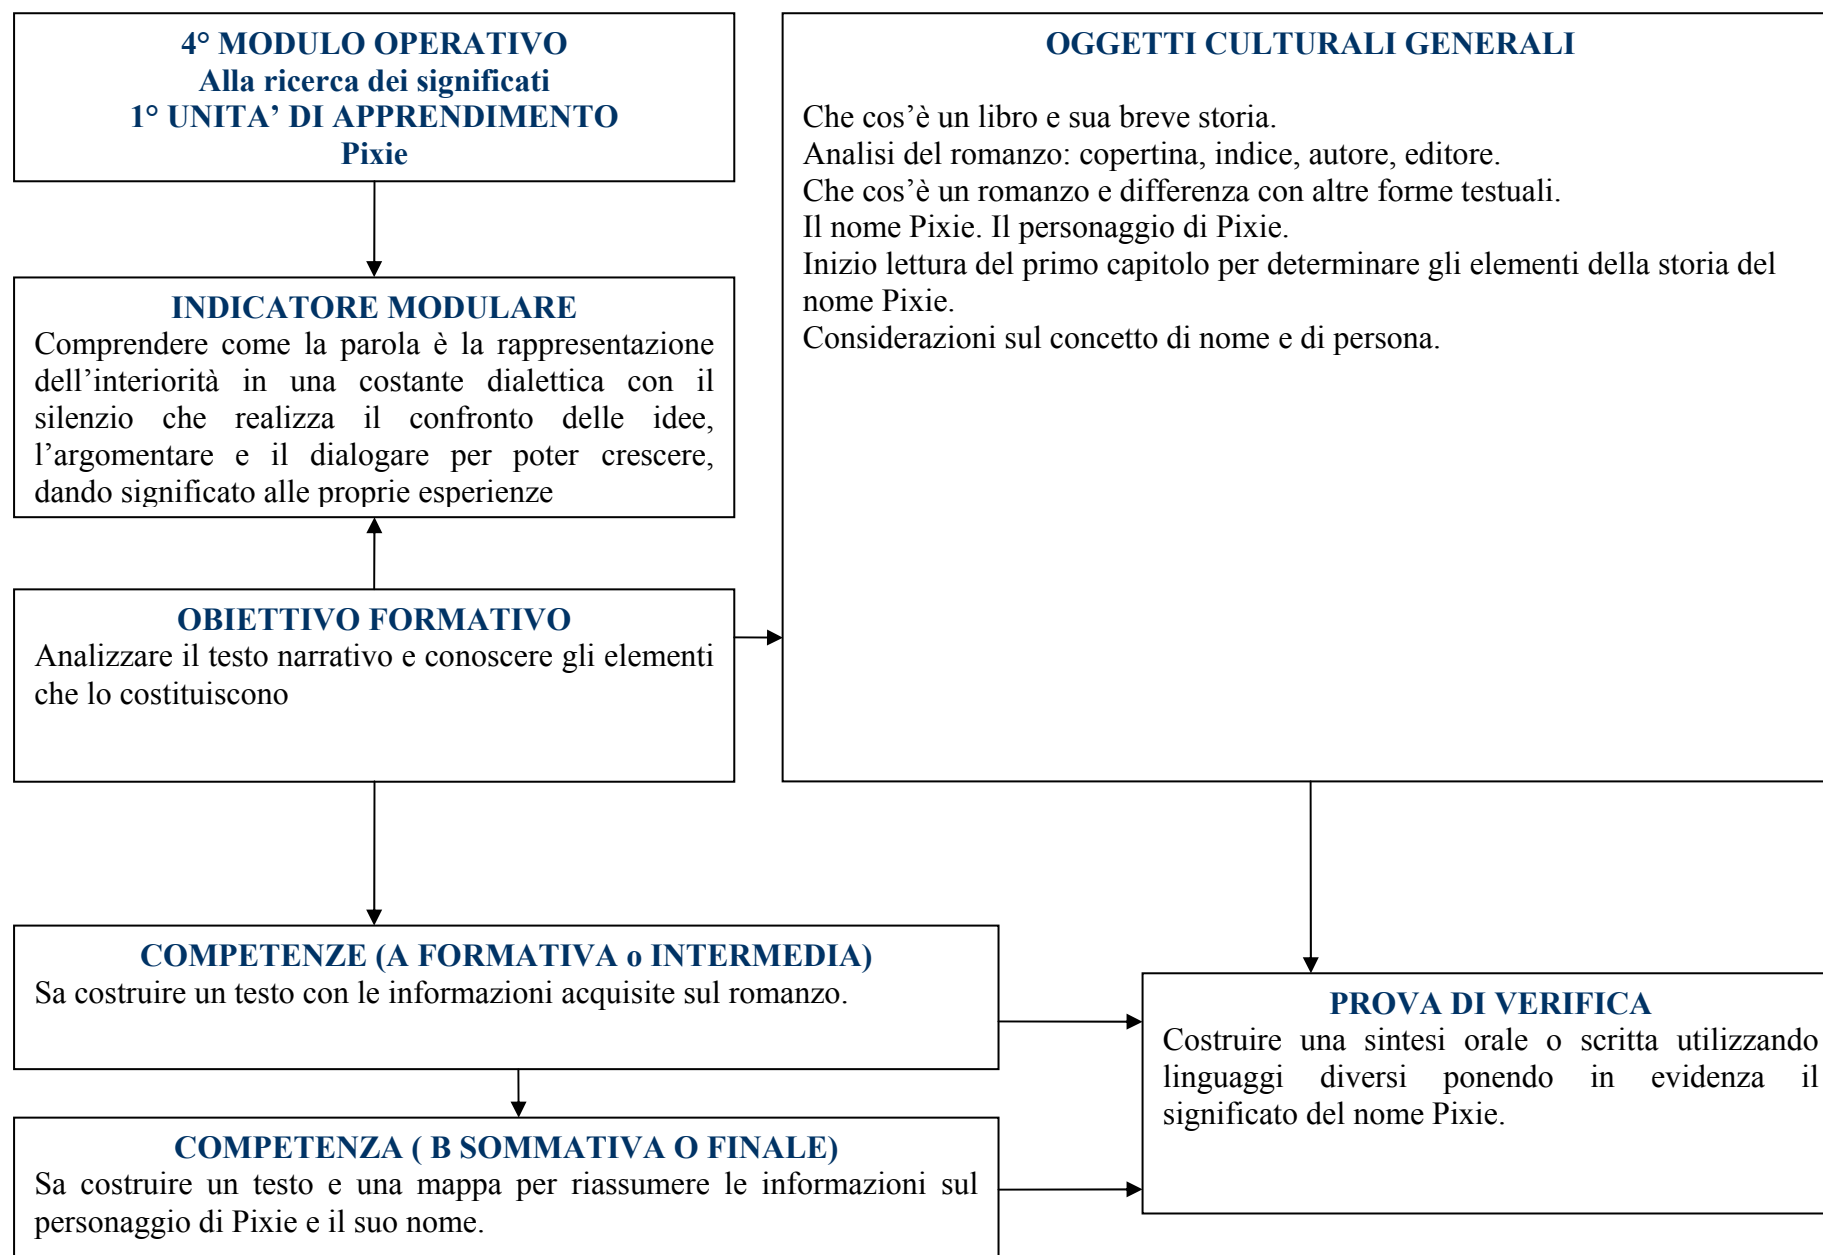 4° MODULO OPERATIVO
Alla ricerca dei significati
1° UNITA’ DI APPRENDIMENTO
Pixie
OGGETTI CULTURALI GENERALI
Che cos’è un libro e sua breve storia.
Analisi del romanzo: copertina, indice, autore, editore.
Che cos’è un romanzo e differenza con altre forme testuali.
Il nome Pixie. Il personaggio di Pixie.
Inizio lettura del primo capitolo per determinare gli elementi della storia del
nome Pixie.
Considerazioni sul concetto di nome e di persona.
INDICATORE MODULARE
Comprendere come la parola è la rappresentazione
dell’interiorità in una costante dialettica con il
silenzio che realizza il confronto delle idee,
l’argomentare e il dialogare per poter crescere,
dando significato alle proprie esperienze
OBIETTIVO FORMATIVO
Analizzare il testo narrativo e conoscere gli elementi
che lo costituiscono
COMPETENZE (A FORMATIVA o INTERMEDIA)
Sa costruire un testo con le informazioni acquisite sul romanzo.
PROVA DI VERIFICA
Costruire una sintesi orale o scritta utilizzando
linguaggi diversi ponendo in evidenza il
significato del nome Pixie.
COMPETENZA ( B SOMMATIVA O FINALE)
Sa costruire un testo e una mappa per riassumere le informazioni sul
personaggio di Pixie e il suo nome.